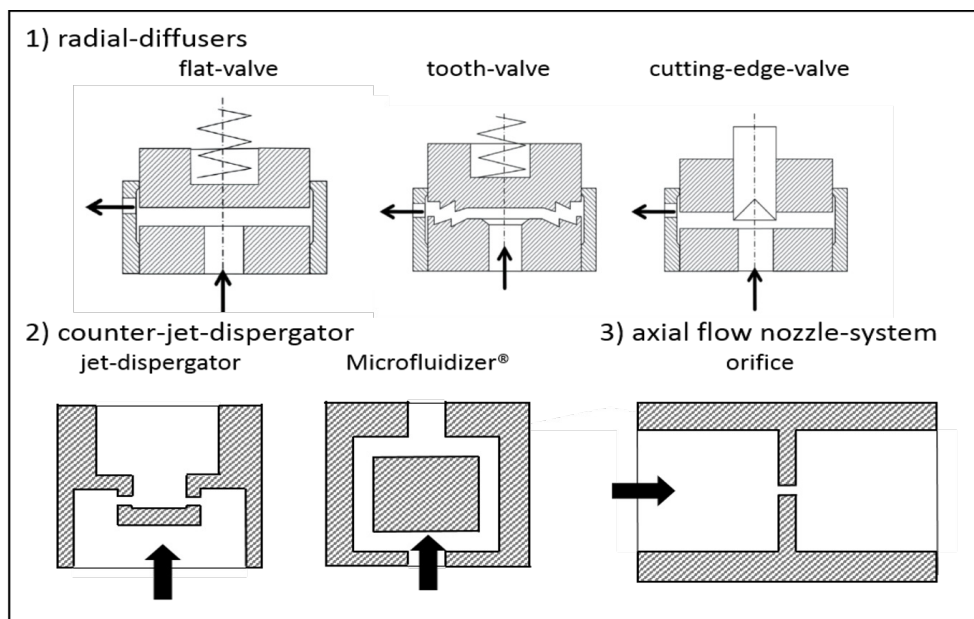 1) radial-diffusers
flat-valve
tooth-valve
cutting-edge-valve
2) counter-jet-dispergator
jet-dispergator
Microfluidizer®
3) axial flow nozzle-system
orifice